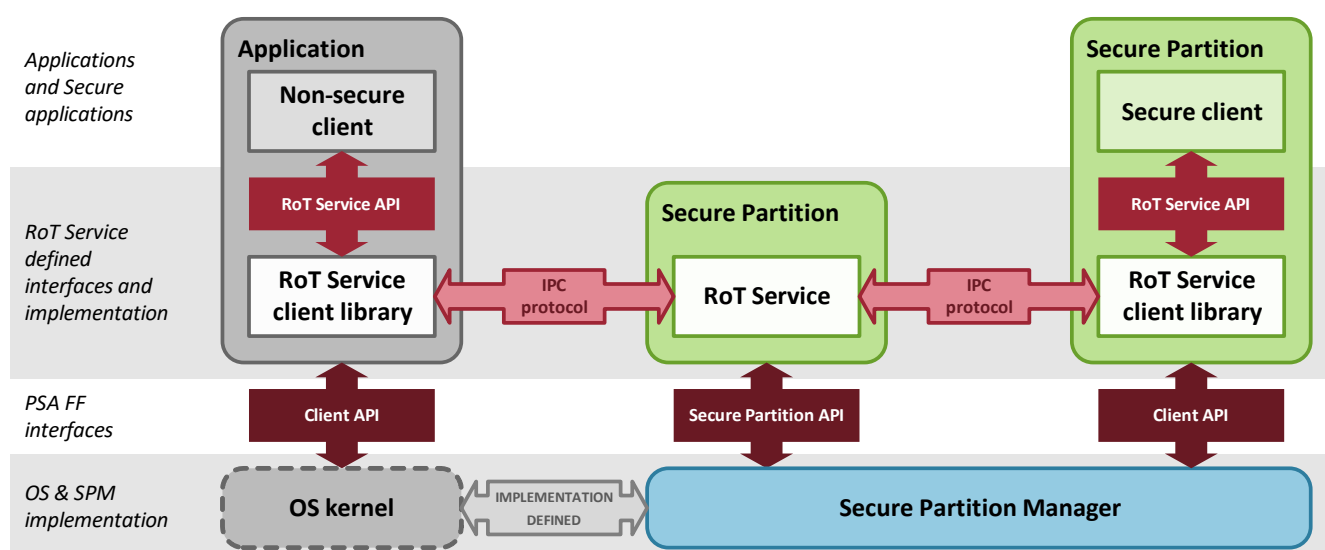 Applications
and Secure
applications
Application
Non-secure
client
RoT Service API
RoT Service
client library
Secure Partition
Secure client
RoT Service API
RoT Service
client library
RoT Service
defined
interfaces and
implementation
IPC
protocol
Secure Partition
RoT Service
IPC
protocol
PSA FF
interfaces
Client API
Secure Partition API
Client API
OS & SPM
implementation
OS kernel
IMPLEMENTATION
DEFINED
Secure Partition Manager